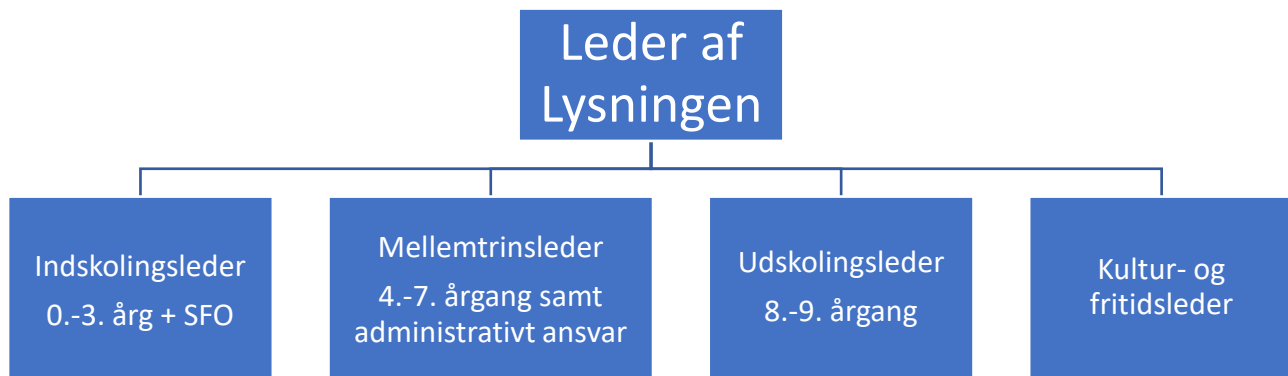 Leder af
Lysningen
Indskolingsleder
0.-3. årg + SFO
Mellemtrinsleder
4.-7. årgang samt
administrativt ansvar
Udskolingsleder
8.-9. årgang
Kultur- og
fritidsleder